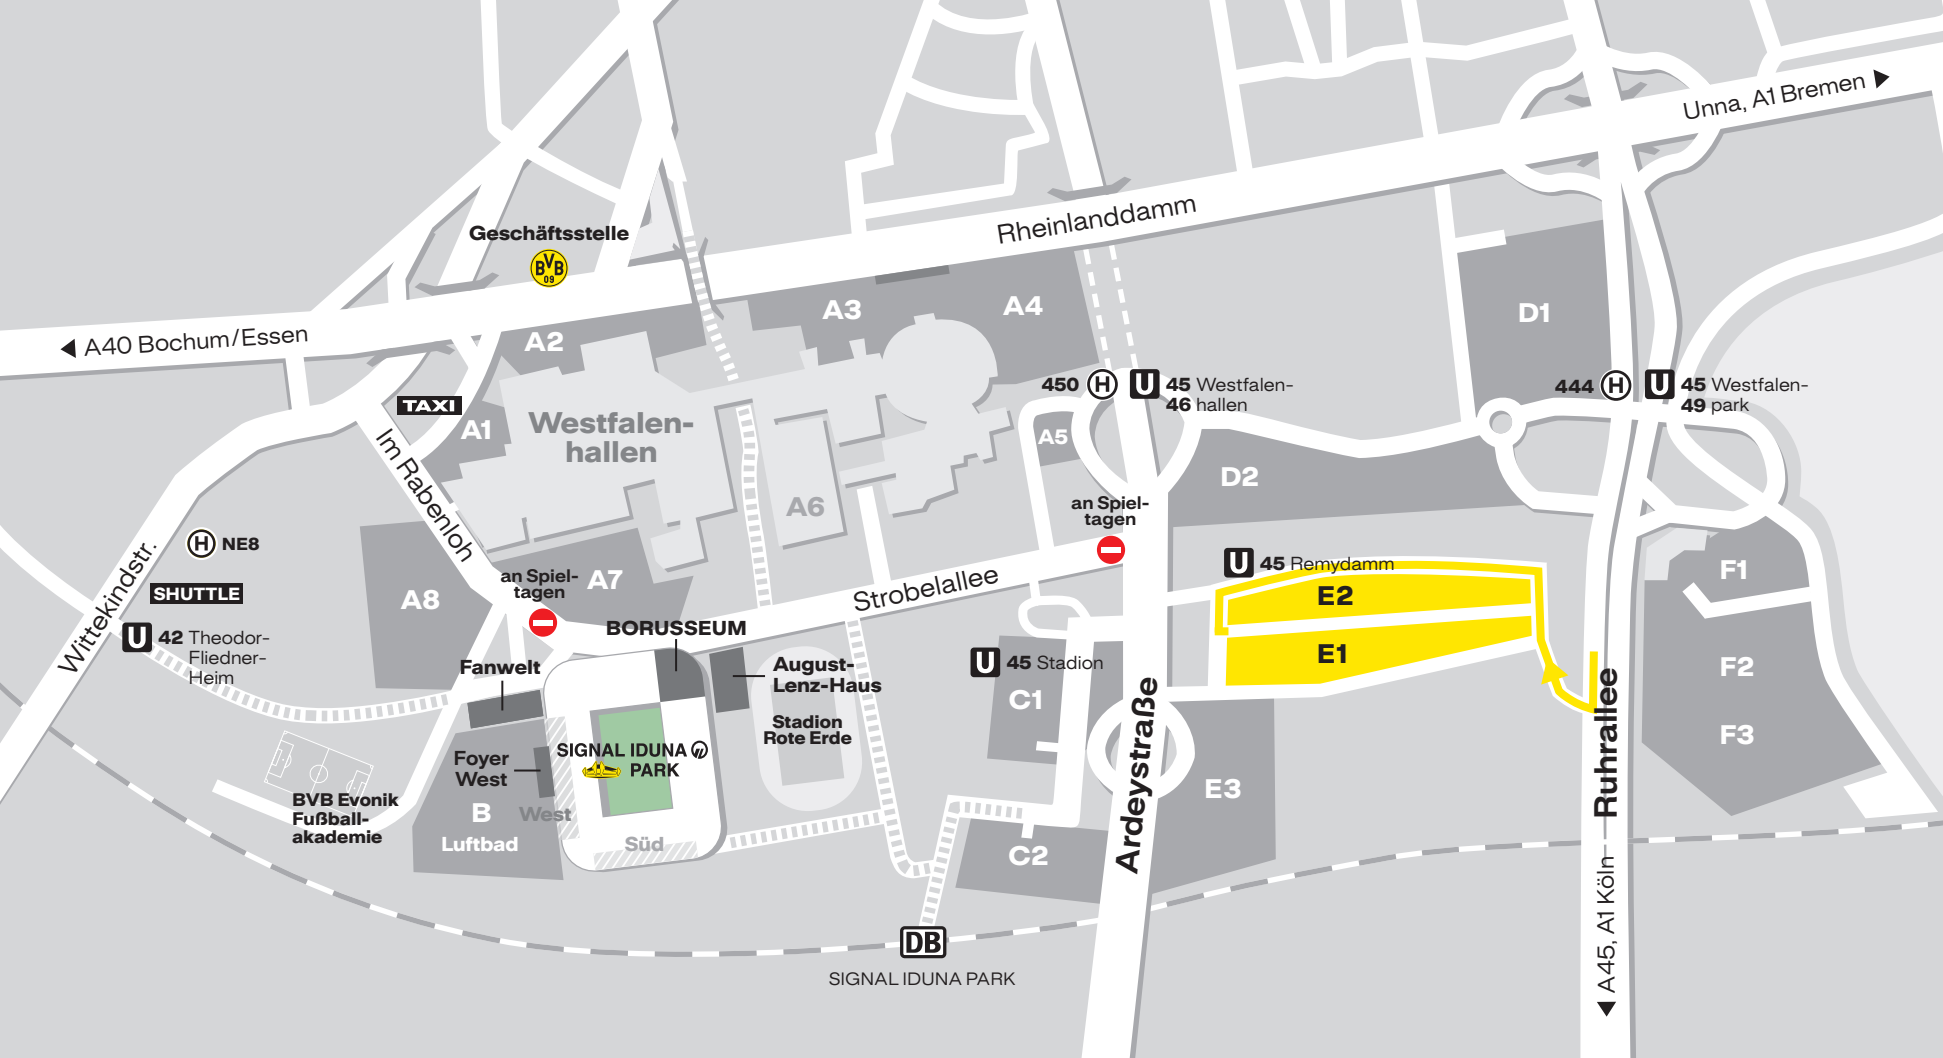 Unna, A1 Bremen
Rheinlanddamm
Geschäftsstelle
BVB
09
A40 Bochum/Essen
A2
A3
A4
D1
TAXI
A1
Westfalen-
hallen
450 H U 45 Westfalen-
46 hallen
444 H U 45 Westfalen-
49 park
A5
Im Rabenloh
A6
D2
an Spiel-
tagen
H NE8
Wittekindstr.
SHUTTLE
A8
an Spiel-
tagen
A7
Strobelallee
U 45 Remydamm
E2
E1
F1
F2
F3
U 42 Theodor-
Fliedner-
Heim
BORUSSEUM
Fanwelt
August-
Lenz-Haus
U 45 Stadion
C1
Stadion
Rote Erde
Foyer
West
SIGNAL IDUNA
PARK
BVB Evonik
Fußball-
akademie
B
Luftbad
West
Süd
Ardeystraße
E3
Ruhrallee
C2
A45, A1 Köln
DB
SIGNAL IDUNA PARK